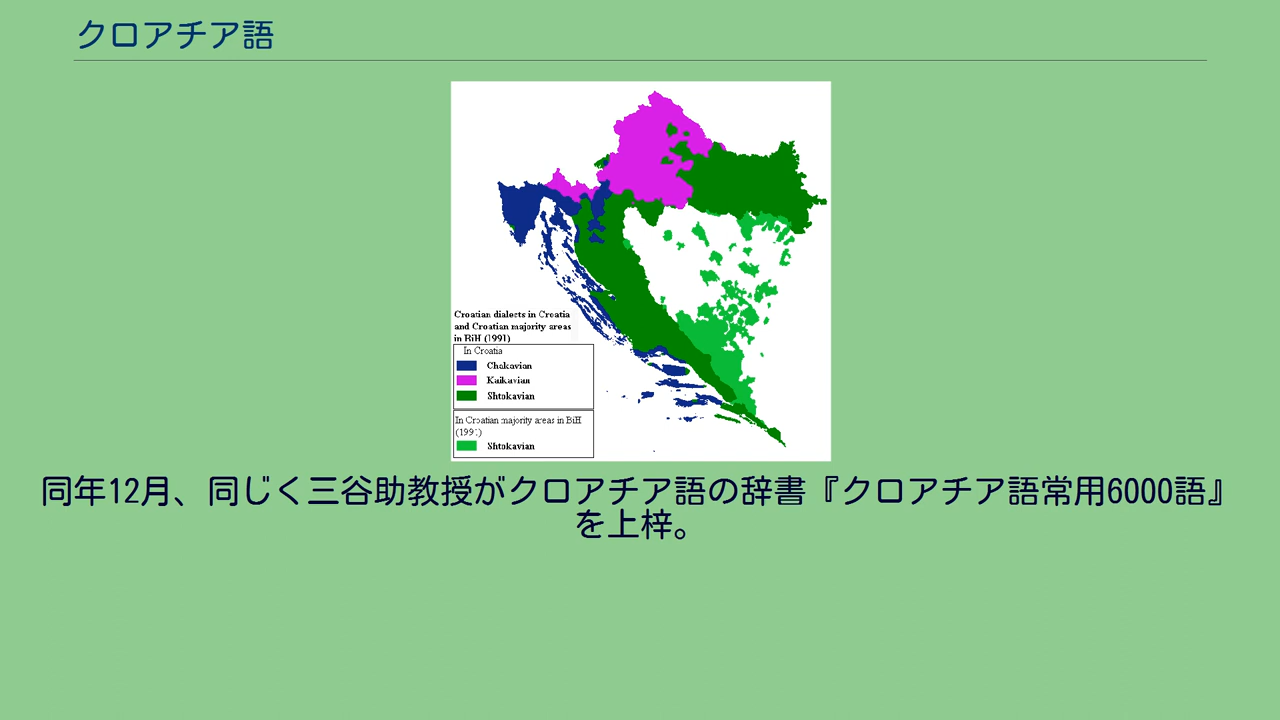 クロアチア語
Croatian dialects in Croatia
and Croatian majority areas
in BiH (1991)
In Croatia
Chakavian
Kaikavian
Shtokavian
In Croatian majority areas in BiH
(1991)
Shtokavian
同年12月、同じく三谷助教授がクロアチア語の辞書『クロアチア語常用6000語』
を上梓。